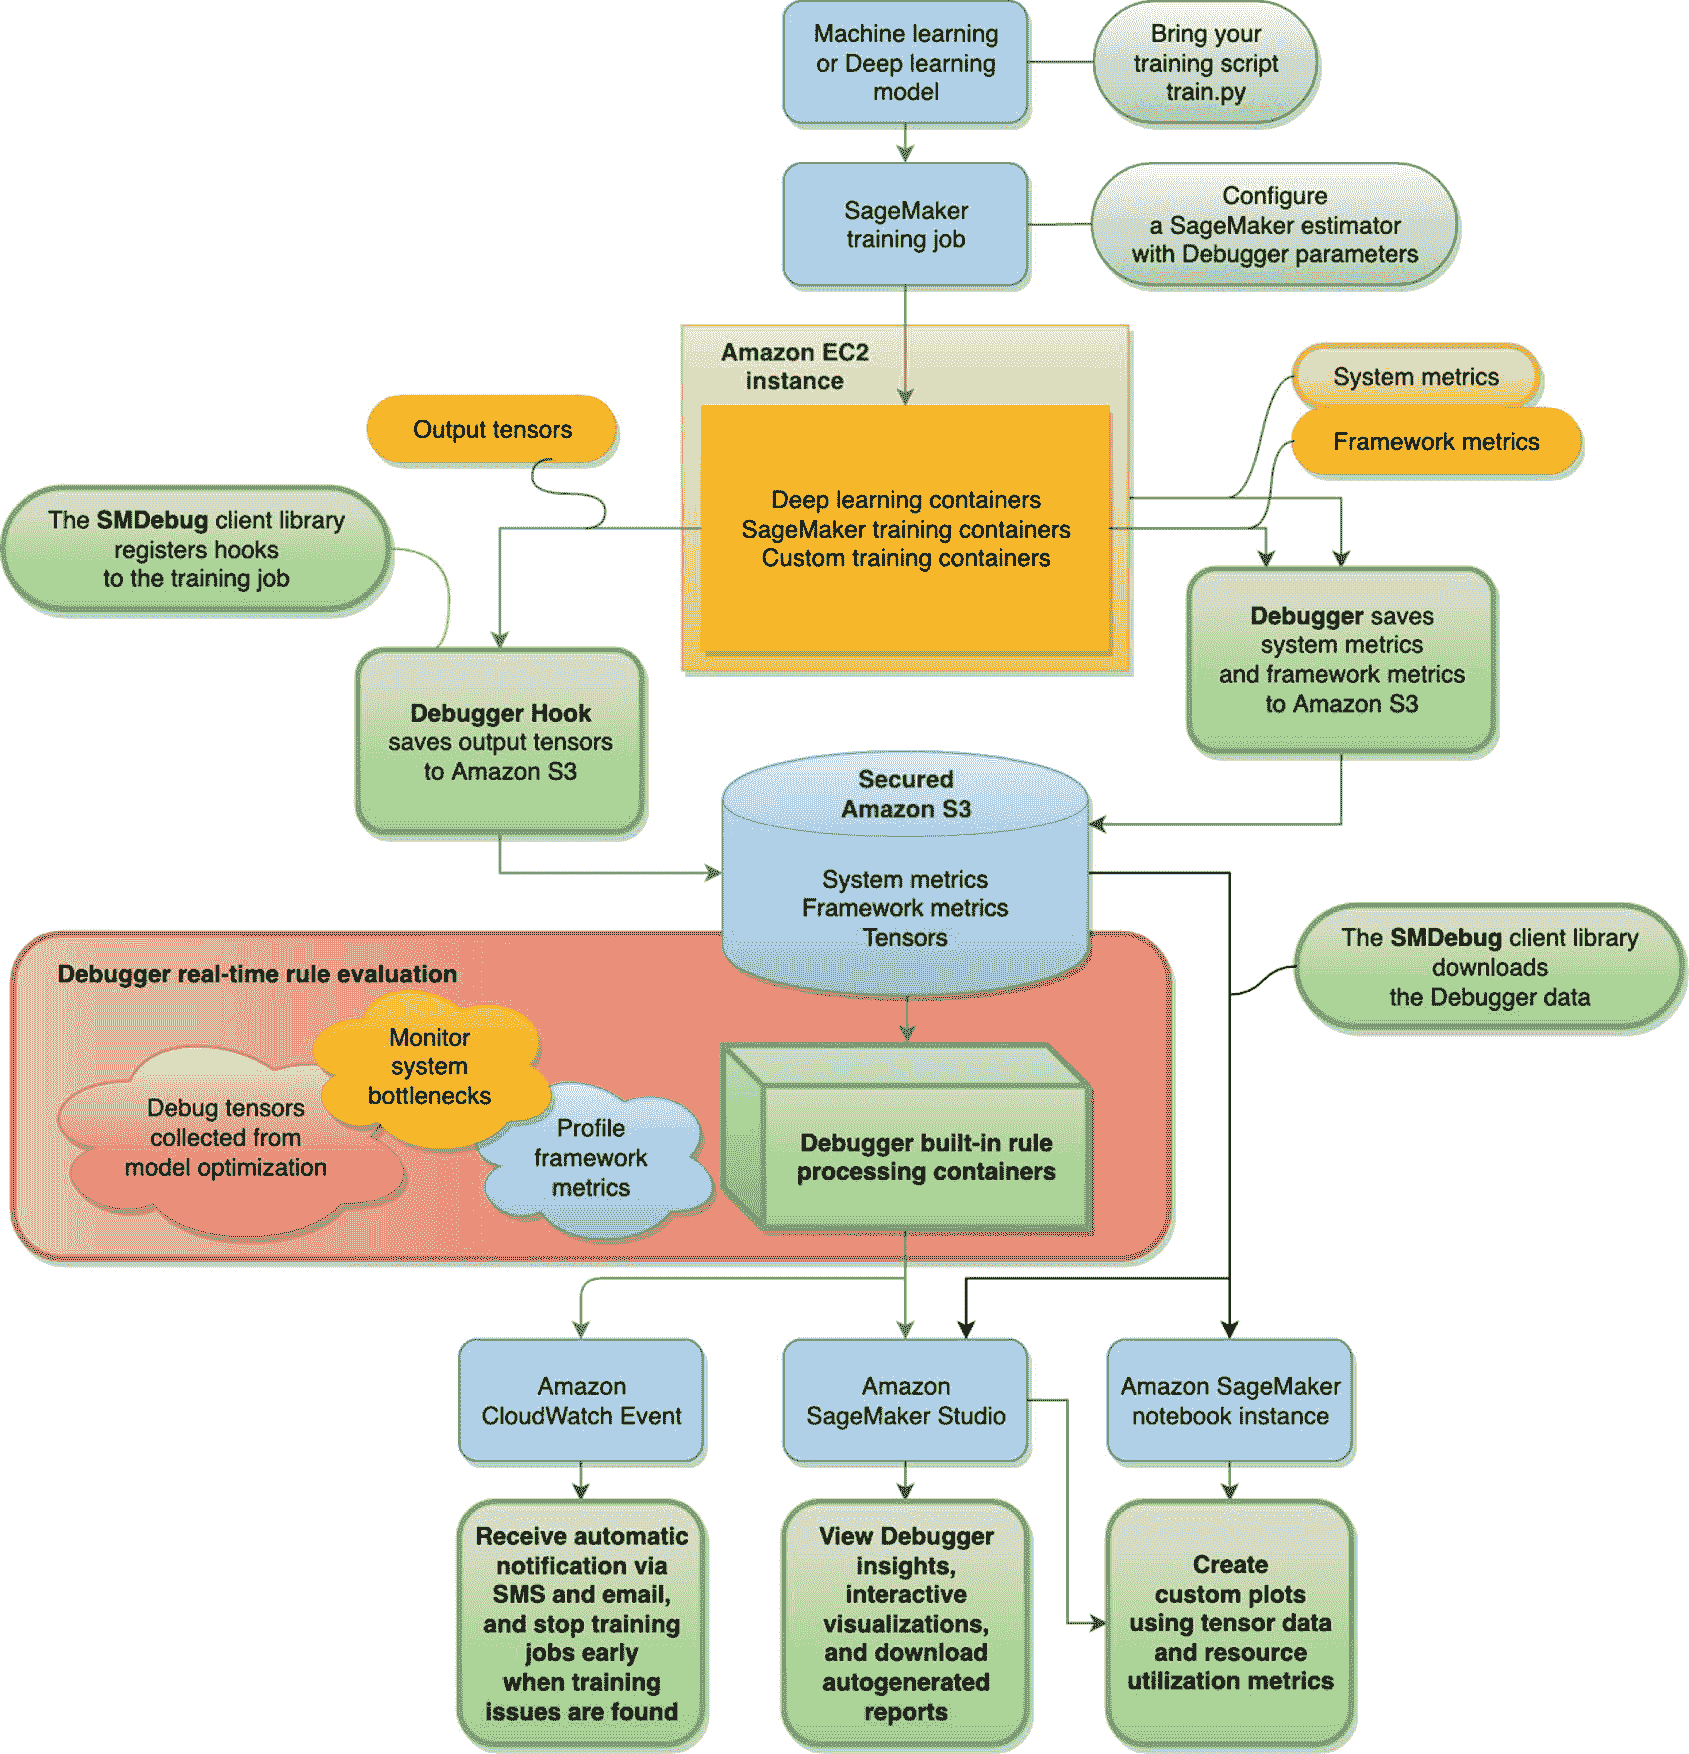 Machine learning
or Deep learning
model
Bring your
training script
train.py
SageMaker
training job
Configure
a SageMaker estimator
with Debugger parameters
Amazon EC2
instance
System metrics
Framework metrics
Output tensors
Deep learning containers
SageMaker training containers
Custom training containers
The SMDebug client library
registers hooks
to the training job
Debugger saves
system metrics
and framework metrics
to Amazon S3
Debugger Hook
saves output tensors
to Amazon S3
Secured
Amazon S3
System metrics
Framework metrics
Tensors
The SMDebug client library
downloads
the Debugger data
Debugger real-time rule evaluation
Monitor
system
bottlenecks
Debug tensors
collected from
model optimization
Profile
framework
metrics
Debugger built-in rule
processing containers
Amazon
CloudWatch Event
Amazon
SageMaker Studio
Amazon SageMaker
notebook instance
Receive automatic
notification via
SMS and email,
and stop training
jobs early
when training
issues are found
View Debugger
insights,
interactive
visualizations,
and download
autogenerated
reports
Create
custom plots
using tensor data
and resource
utilization metrics